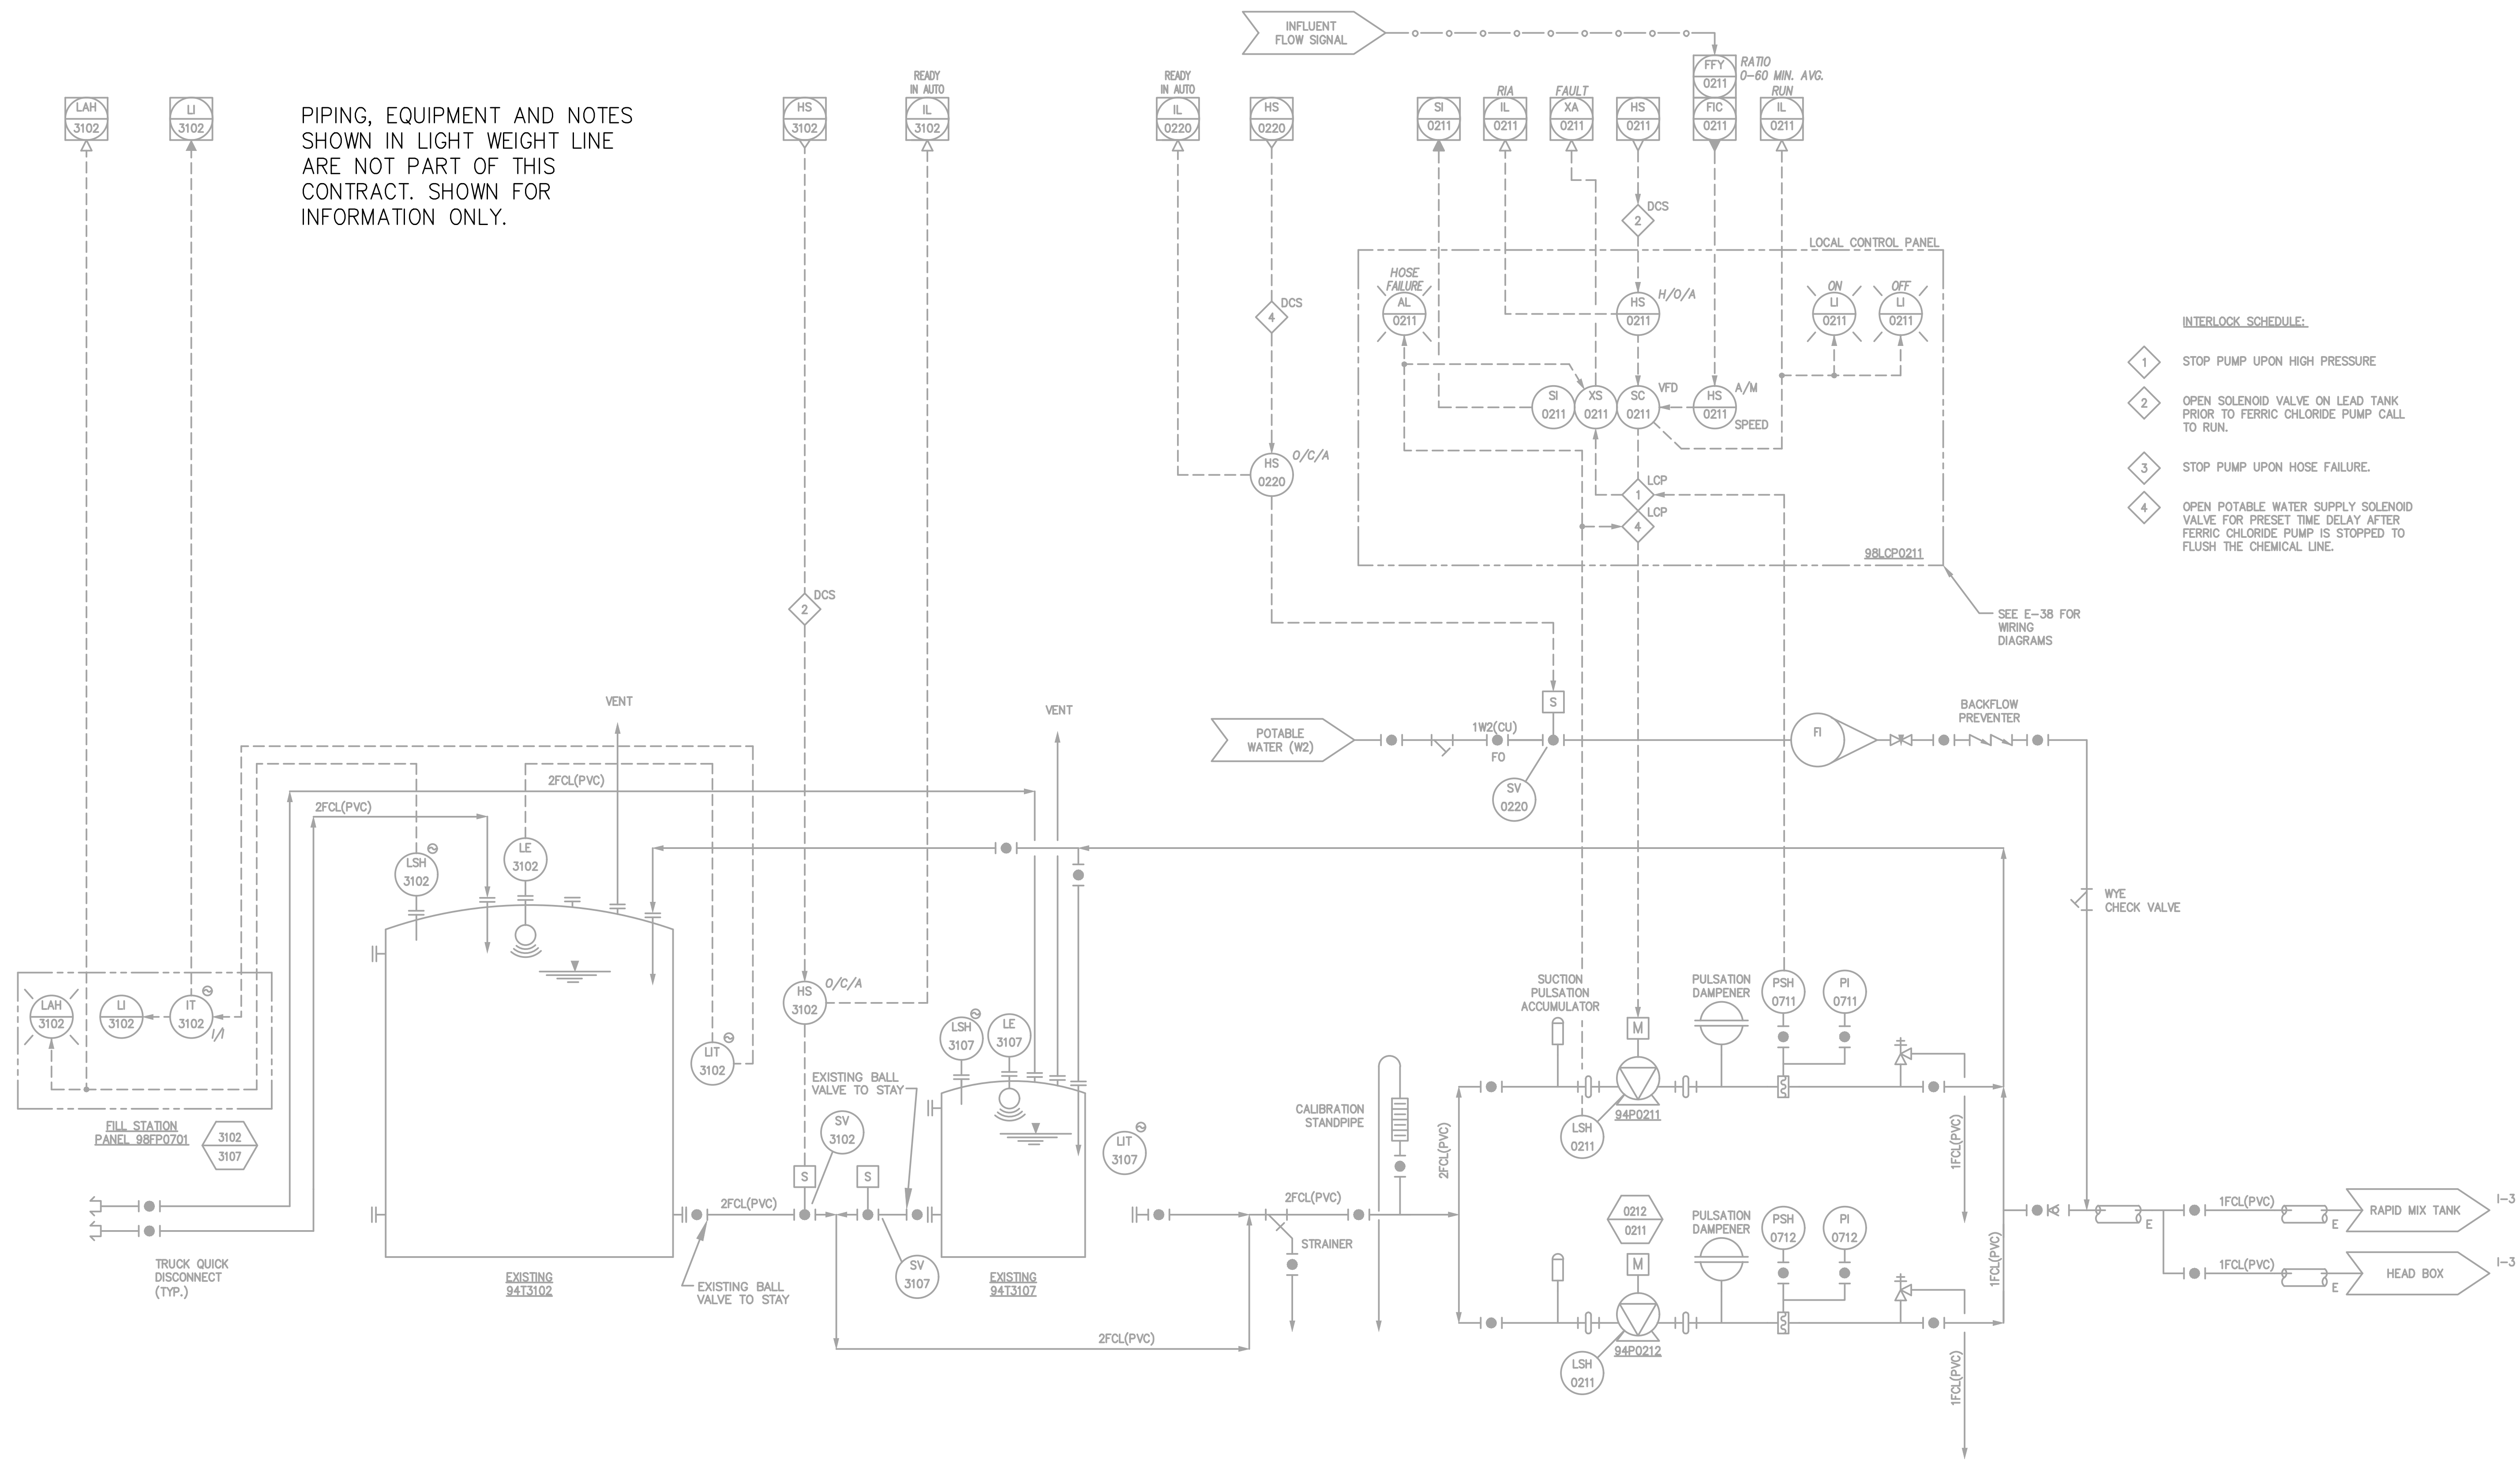 INFLUENT
FLOW SIGNAL
FFY
0211
RATIO
0-60 MIN. AVG.
LAH
3102
LI
3102
PIPING, EQUIPMENT AND NOTES
SHOWN IN LIGHT WEIGHT LINE
ARE NOT PART OF THIS
CONTRACT. SHOWN FOR
INFORMATION ONLY.
HS
3102
READY
IN AUTO
IL
3102
READY
IN AUTO
IL
0220
HS
0220
SI
0211
RIA
IL
0211
FAULT
XA
0211
HS
0211
FIC
0211
RUN
IL
0211
2
DCS
LOCAL CONTROL PANEL
HOSE
FAILURE
AL
0211
HS
0211
H/O/A
ON
LI
0211
OFF
LI
0211
4
DCS
SI
0211
XS
0211
SC
0211
VFD
HS
0211
A/M
SPEED
HS
0220
O/C/A
1
LCP
4
LCP
98LCP0211
SEE E-38 FOR
WIRING
DIAGRAMS
INTERLOCK SCHEDULE:
1
STOP PUMP UPON HIGH PRESSURE
2
OPEN SOLENOID VALVE ON LEAD TANK
PRIOR TO FERRIC CHLORIDE PUMP CALL
TO RUN.
3
STOP PUMP UPON HOSE FAILURE.
4
OPEN POTABLE WATER SUPPLY SOLENOID
VALVE FOR PRESET TIME DELAY AFTER
FERRIC CHLORIDE PUMP IS STOPPED TO
FLUSH THE CHEMICAL LINE.
2
DCS
VENT
VENT
POTABLE
WATER (W2)
1W2(CU)
FO
S
SV
0220
FI
BACKFLOW
PREVENTER
WYE
CHECK VALVE
2FCL(PVC)
2FCL(PVC)
LSH
3102
LE
3102
LAH
3102
LI
3102
IT
3102
I/I
FILL STATION
PANEL 98FP0701
3102
3107
LIT
3102
HS
3102
O/C/A
LSH
3107
LE
3107
EXISTING BALL
VALVE TO STAY
SV
3102
S
S
LIT
3107
2FCL(PVC)
EXISTING BALL
VALVE TO STAY
SV
3107
EXISTING
94T3102
EXISTING
94T3107
TRUCK QUICK
DISCONNECT
(TYP.)
2FCL(PVC)
CALIBRATION
STANDPIPE
2FCL(PVC)
STRAINER
2FCL(PVC)
SUCTION
PULSATION
ACCUMULATOR
M
PULSATION
DAMPENER
PSH
0711
PI
0711
94P0211
LSH
0211
1FCL(PVC)
0212
0211
PULSATION
DAMPENER
PSH
0712
PI
0712
M
94P0212
LSH
0211
1FCL(PVC)
1FCL(PVC)
E
1FCL(PVC)
E
RAPID MIX TANK
I-3
1FCL(PVC)
E
HEAD BOX
I-3